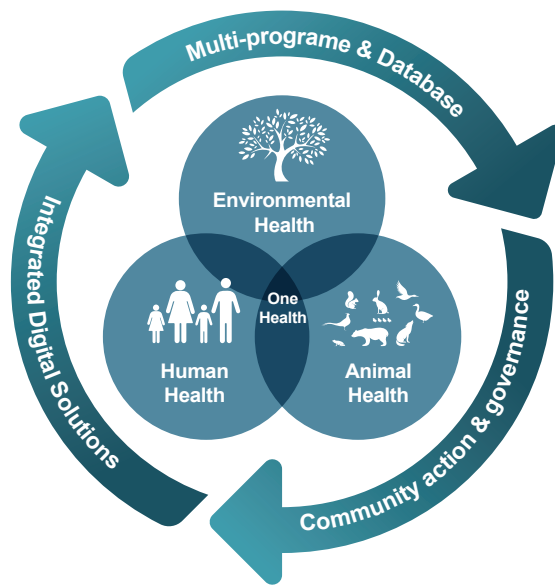 Multi-programe & Database
Environmental
Health
One
Health
Human
Health
Animal
Health
Integrated Digital Solutions
Community action & governance